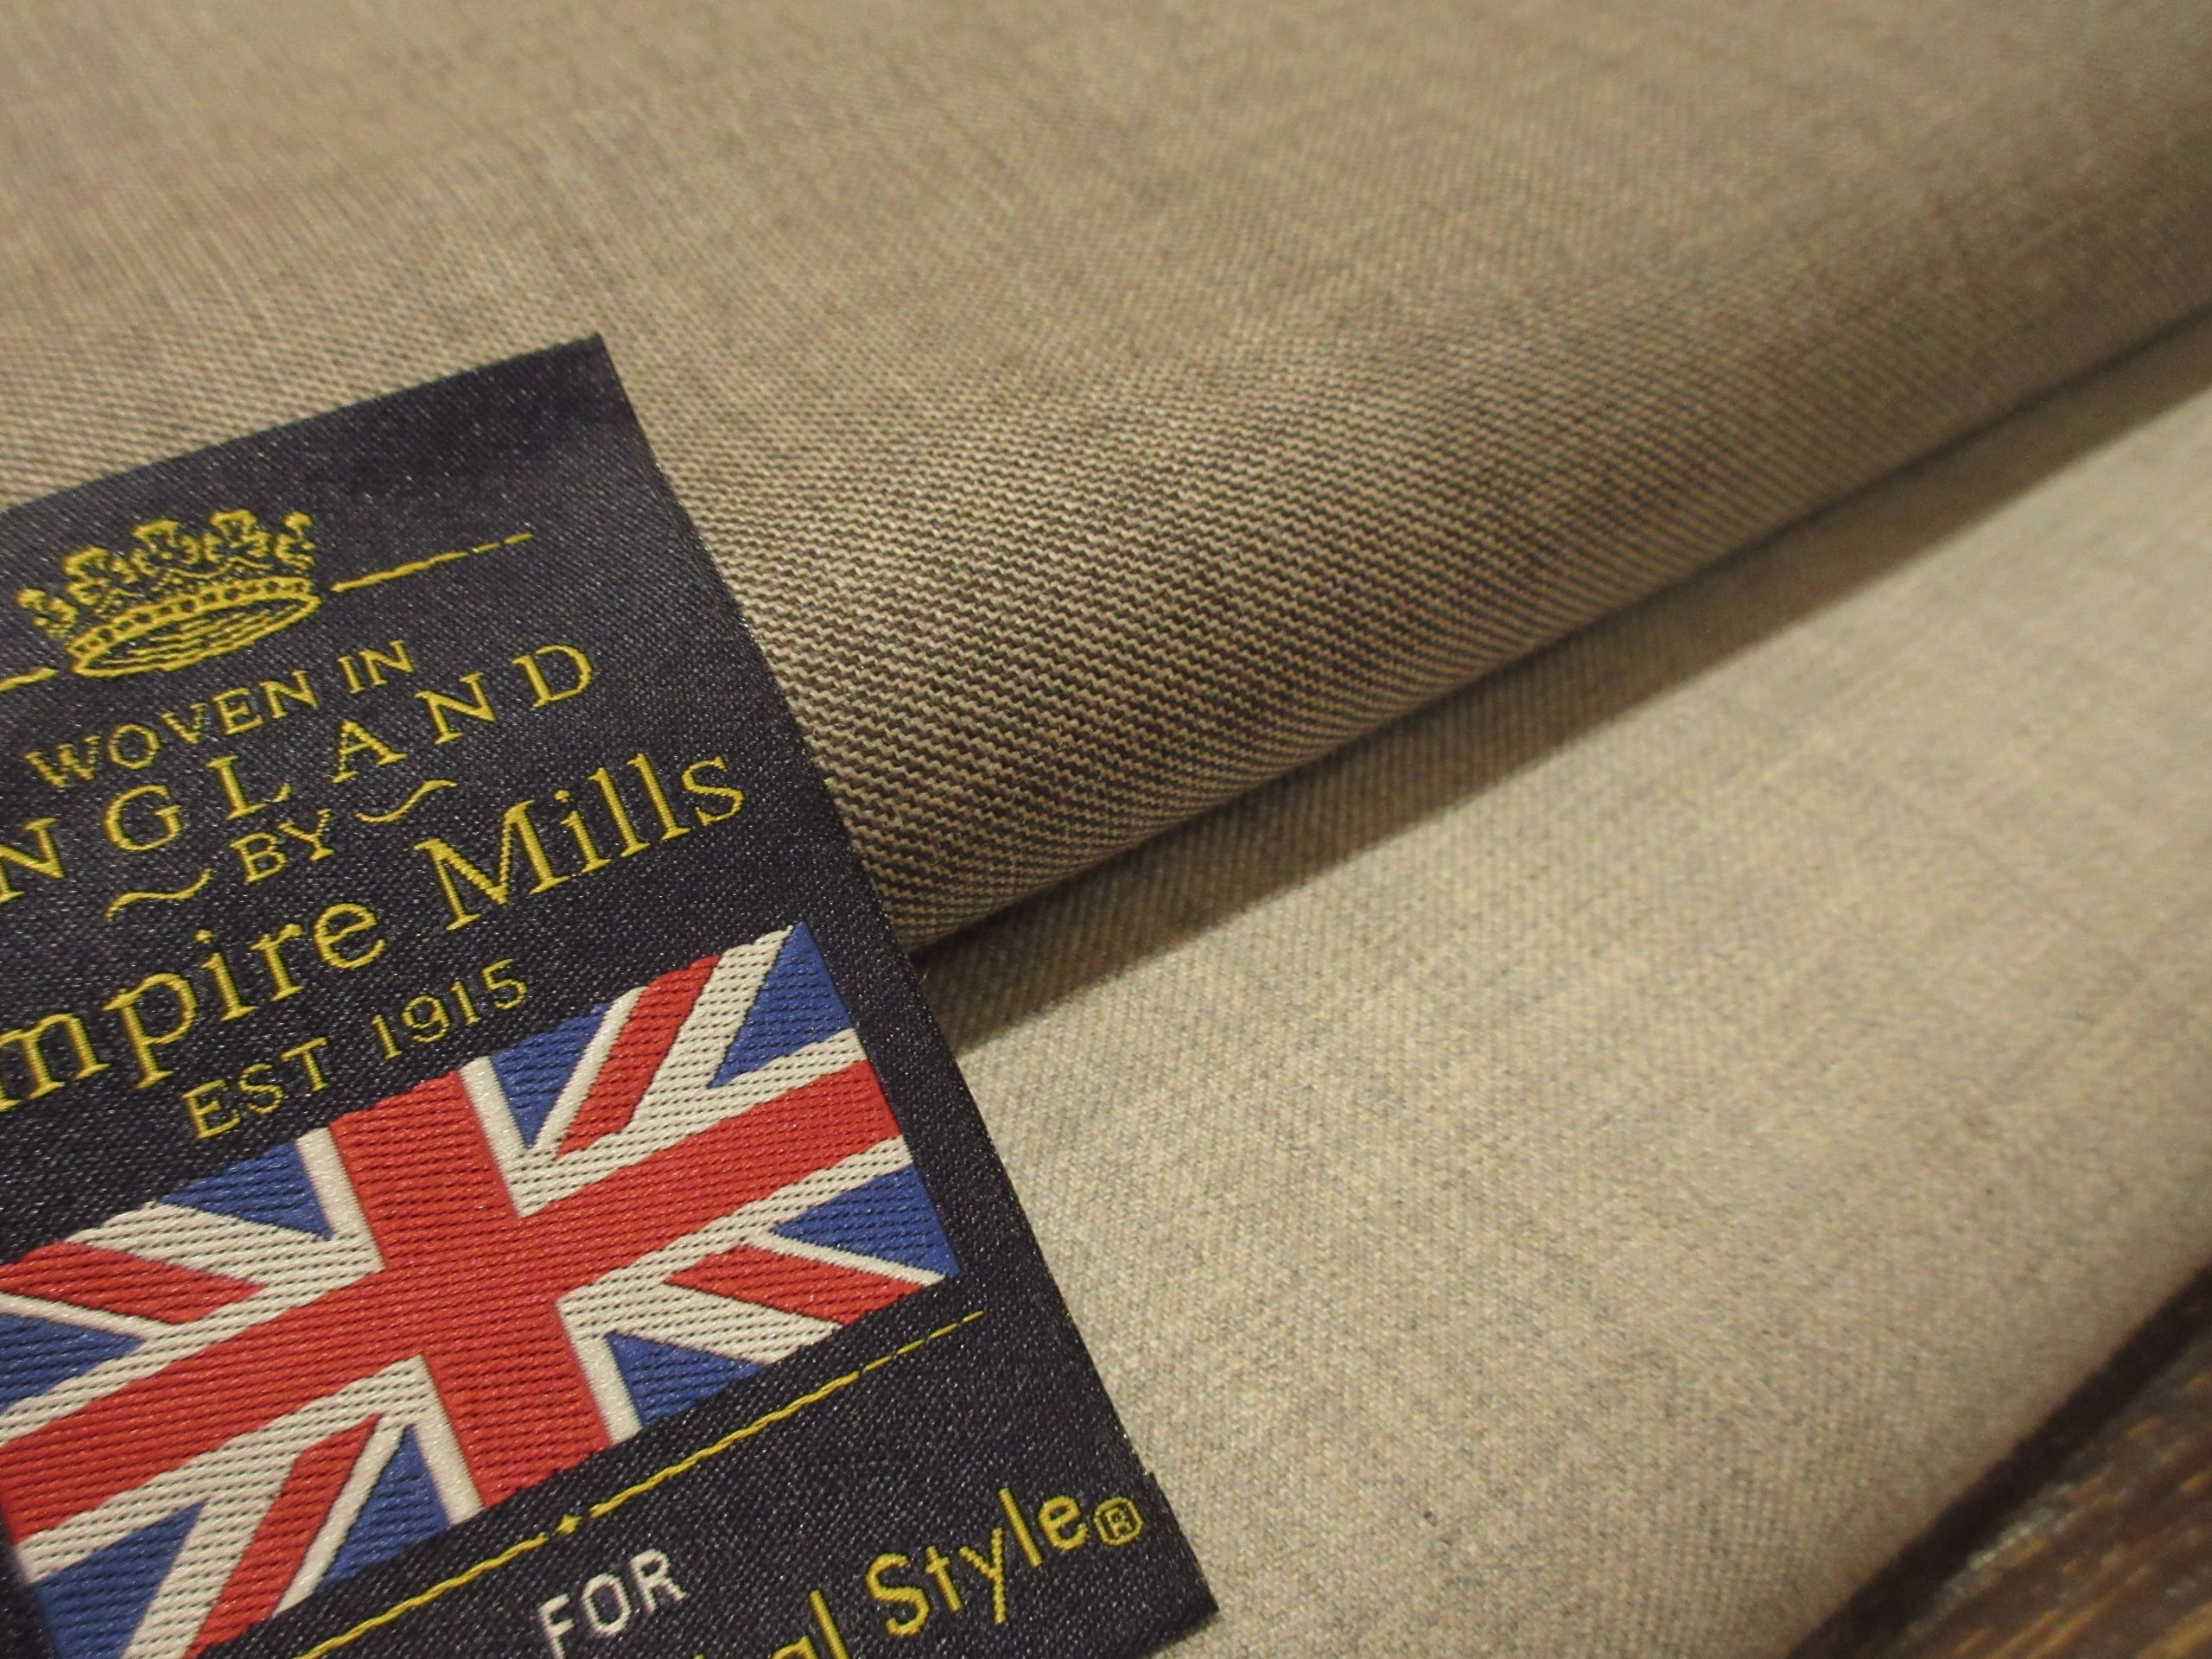 WOVEN IN
NGLAND
BY
mpire Mills
EST 1915
FOR
al Style®